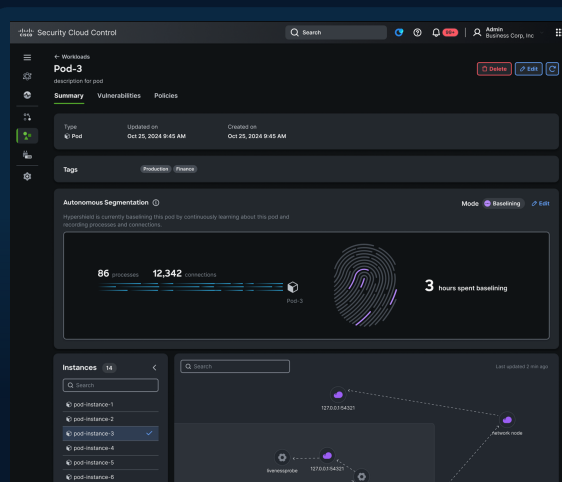 cisco Security Cloud Control
Search
99+
Admin
Business Corp, Inc
← Workloads
Pod-3
description for pod
Delete
Edit
Summary Vulnerabilities Policies
Type Updated on Created on
Pod Oct 25, 2024 9:45 AM Oct 25, 2024 9:45 AM
Tags Production Finance
Autonomous Segmentation Mode Baselining Edit
Hypershield is currently baselining this pod by continuously learning about this pod and
recording processes and connections.
86 processes 12,342 connections
Pod-3
3 hours spent baselining
Instances 14
Search
pod-instance-1
pod-instance-2
pod-instance-3
pod-instance-4
pod-instance-5
pod-instance-6
Search
Last updated 2 min ago
127.0.0.1:54321
network node
livenessprobe
127.0.0.1:54321